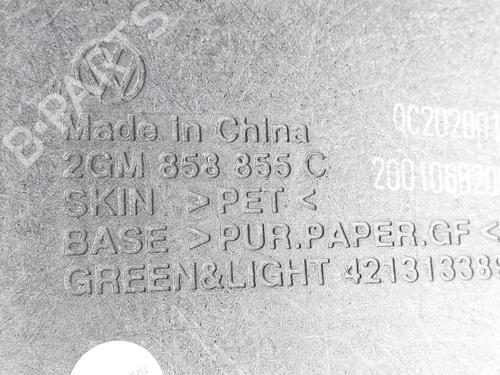 B-PARTS
Made in China
2GM 858 855 C
SKIN >PET<
BASE >PUR.PAPER.GF<
GREEN&LIGHT